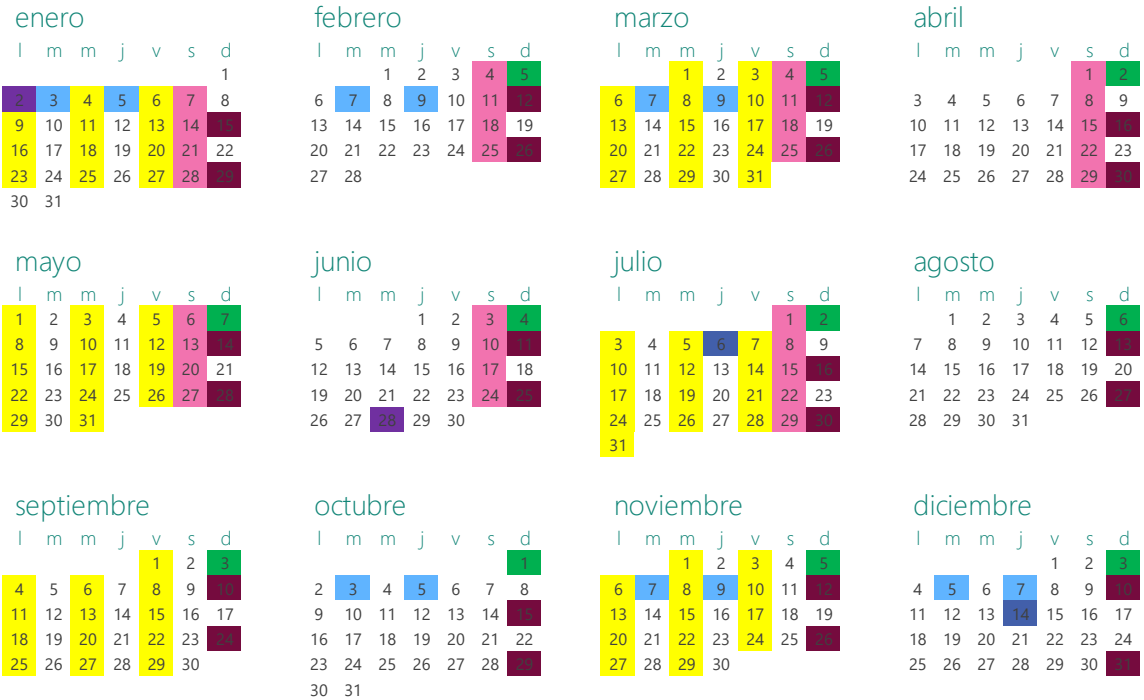 enero
l m m j v s d
1
2 3 4 5 6 7 8
9 10 11 12 13 14 15
16 17 18 19 20 21 22
23 24 25 26 27 28 29
30 31
febrero
l m m j v s d
1 2 3 4 5
6 7 8 9 10 11 12
13 14 15 16 17 18 19
20 21 22 23 24 25 26
27 28
marzo
l m m j v s d
1 2 3 4 5
6 7 8 9 10 11 12
13 14 15 16 17 18 19
20 21 22 23 24 25 26
27 28 29 30 31
abril
l m m j v s d
1 2
3 4 5 6 7 8 9
10 11 12 13 14 15 16
17 18 19 20 21 22 23
24 25 26 27 28 29 30
mayo
l m m j v s d
1 2 3 4 5 6 7
8 9 10 11 12 13 14
15 16 17 18 19 20 21
22 23 24 25 26 27 28
29 30 31
junio
l m m j v s d
1 2 3 4
5 6 7 8 9 10 11
12 13 14 15 16 17 18
19 20 21 22 23 24 25
26 27 28 29 30
julio
l m m j v s d
1 2
3 4 5 6 7 8 9
10 11 12 13 14 15 16
17 18 19 20 21 22 23
24 25 26 27 28 29 30
31
agosto
l m m j v s d
1 2 3 4 5 6
7 8 9 10 11 12 13
14 15 16 17 18 19 20
21 22 23 24 25 26 27
28 29 30 31
septiembre
l m m j v s d
1 2 3
4 5 6 7 8 9 10
11 12 13 14 15 16 17
18 19 20 21 22 23 24
25 26 27 28 29 30
octubre
l m m j v s d
1
2 3 4 5 6 7 8
9 10 11 12 13 14 15
16 17 18 19 20 21 22
23 24 25 26 27 28 29
30 31
noviembre
l m m j v s d
1 2 3 4 5
6 7 8 9 10 11 12
13 14 15 16 17 18 19
20 21 22 23 24 25 26
27 28 29 30
diciembre
l m m j v s d
1 2 3
4 5 6 7 8 9 10
11 12 13 14 15 16 17
18 19 20 21 22 23 24
25 26 27 28 29 30 31